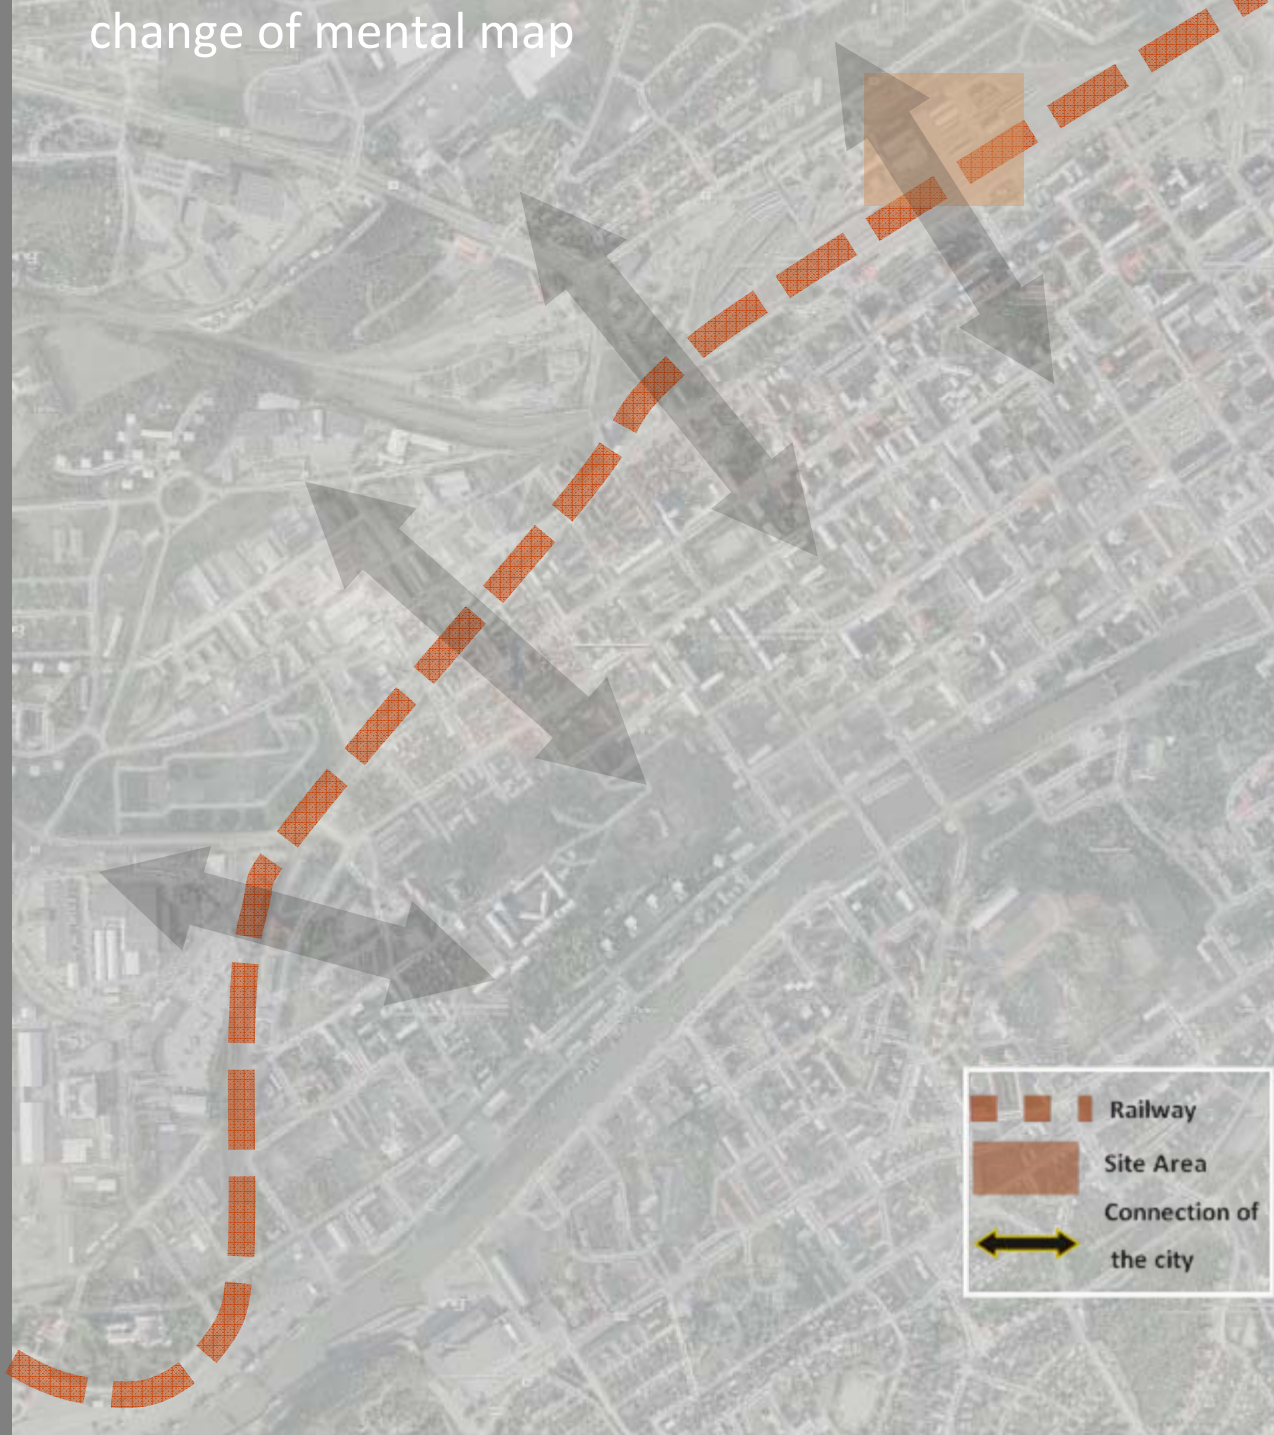 change of mental map
Railway
Site Area
Connection of
the city